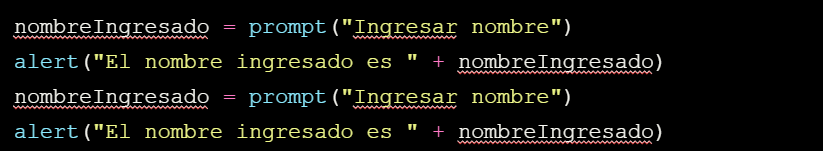 nombreIngresado = prompt("Ingresar nombre")
alert("El nombre ingresado es " + nombreIngresado)
nombreIngresado = prompt("Ingresar nombre")
alert("El nombre ingresado es " + nombreIngresado)